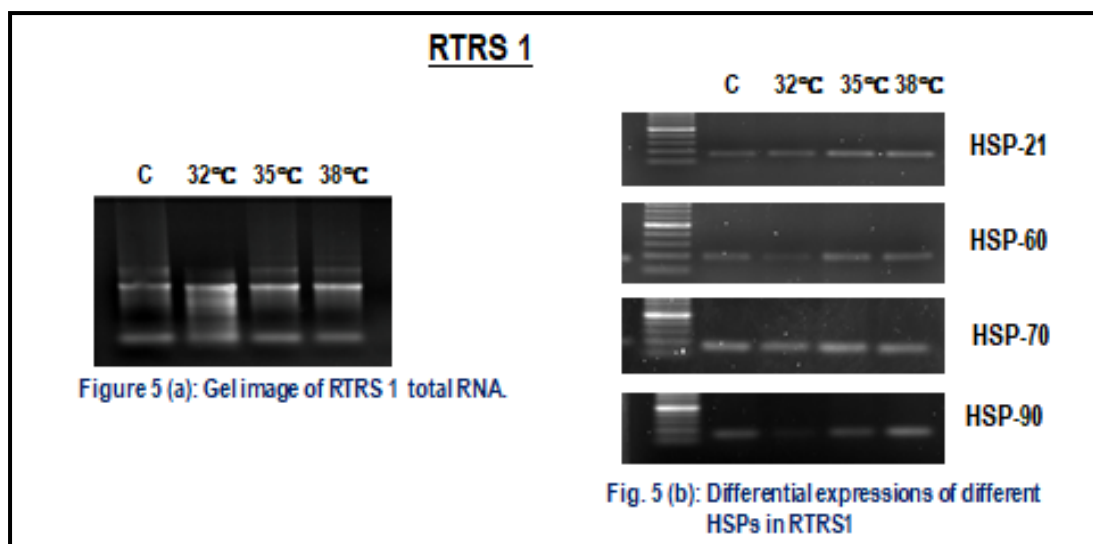 RTRS 1
C 32°C 35°C 38°C
Figure 5 (a): Gel image of RTRS 1 total RNA.
C 32°C 35°C 38°C
HSP-21
HSP-60
HSP-70
HSP-90
Fig. 5 (b): Differential expressions of different
HSPs in RTRS1